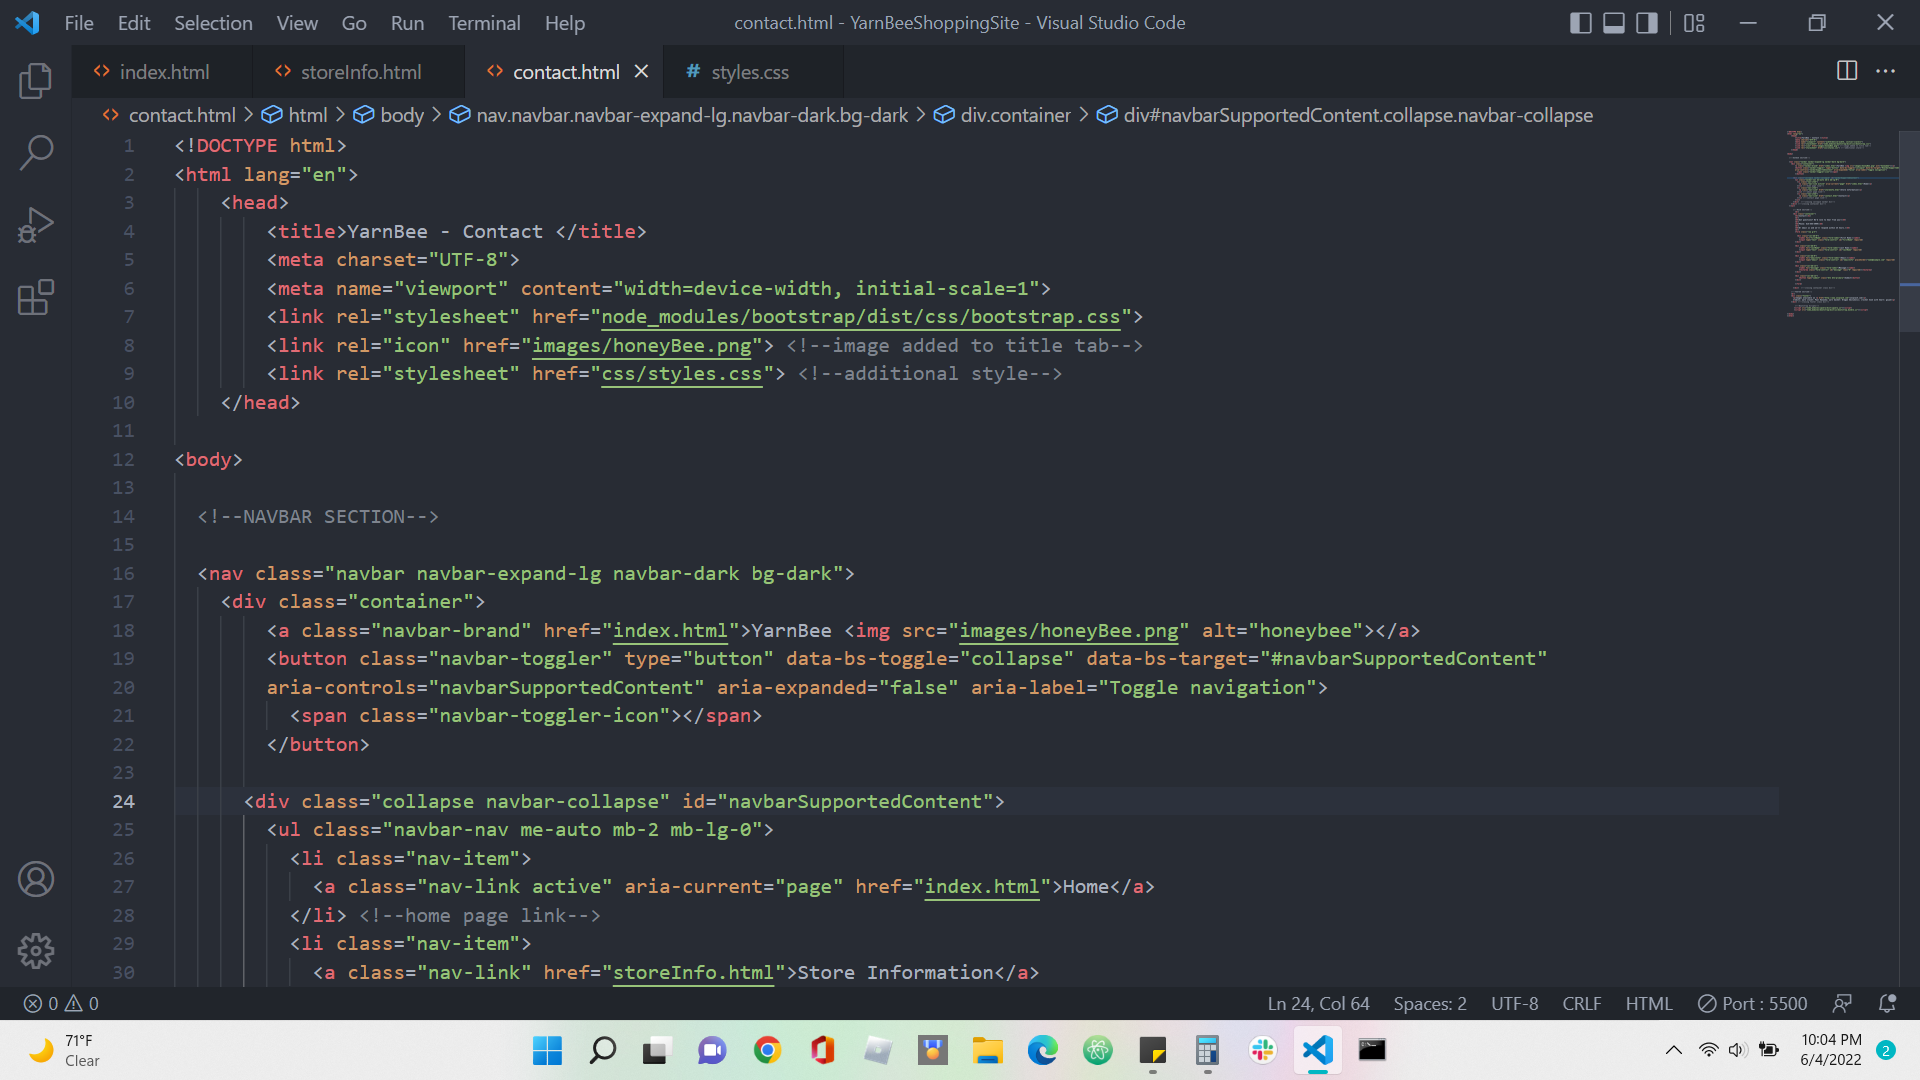 File Edit Selection View Go Run Terminal Help contact.html - YarnBeeShoppingSite - Visual Studio Code
index.html storeInfo.html contact.html styles.css
contact.html > html > body > nav.navbar.navbar-expand-lg.navbar-dark.bg-dark > div.container > div#navbarSupportedContent.collapse.navbar-collapse
1 <!DOCTYPE html>
2 <html lang="en">
3 <head>
4 <title>YarnBee - Contact </title>
5 <meta charset="UTF-8">
6 <meta name="viewport" content="width=device-width, initial-scale=1">
7 <link rel="stylesheet" href="node_modules/bootstrap/dist/css/bootstrap.css">
8 <link rel="icon" href="images/honeyBee.png"> <!--image added to title tab-->
9 <link rel="stylesheet" href="css/styles.css"> <!--additional style-->
10 </head>
11
12 <body>
13
14 <!--NAVBAR SECTION-->
15
16 <nav class="navbar navbar-expand-lg navbar-dark bg-dark">
17 <div class="container">
18 <a class="navbar-brand" href="index.html">YarnBee <img src="images/honeyBee.png" alt="honeybee"></a>
19 <button class="navbar-toggler" type="button" data-bs-toggle="collapse" data-bs-target="#navbarSupportedContent"
20 aria-controls="navbarSupportedContent" aria-expanded="false" aria-label="Toggle navigation">
21 <span class="navbar-toggler-icon"></span>
22 </button>
23
24 <div class="collapse navbar-collapse" id="navbarSupportedContent">
25 <ul class="navbar-nav me-auto mb-2 mb-lg-0">
26 <li class="nav-item">
27 <a class="nav-link active" aria-current="page" href="index.html">Home</a>
28 </li> <!--home page link-->
29 <li class="nav-item">
30 <a class="nav-link" href="storeInfo.html">Store Information</a>
0 0 Ln 24, Col 64 Spaces: 2 UTF-8 CRLF HTML Port : 5500
71°F
Clear
10:04 PM
6/4/2022
2